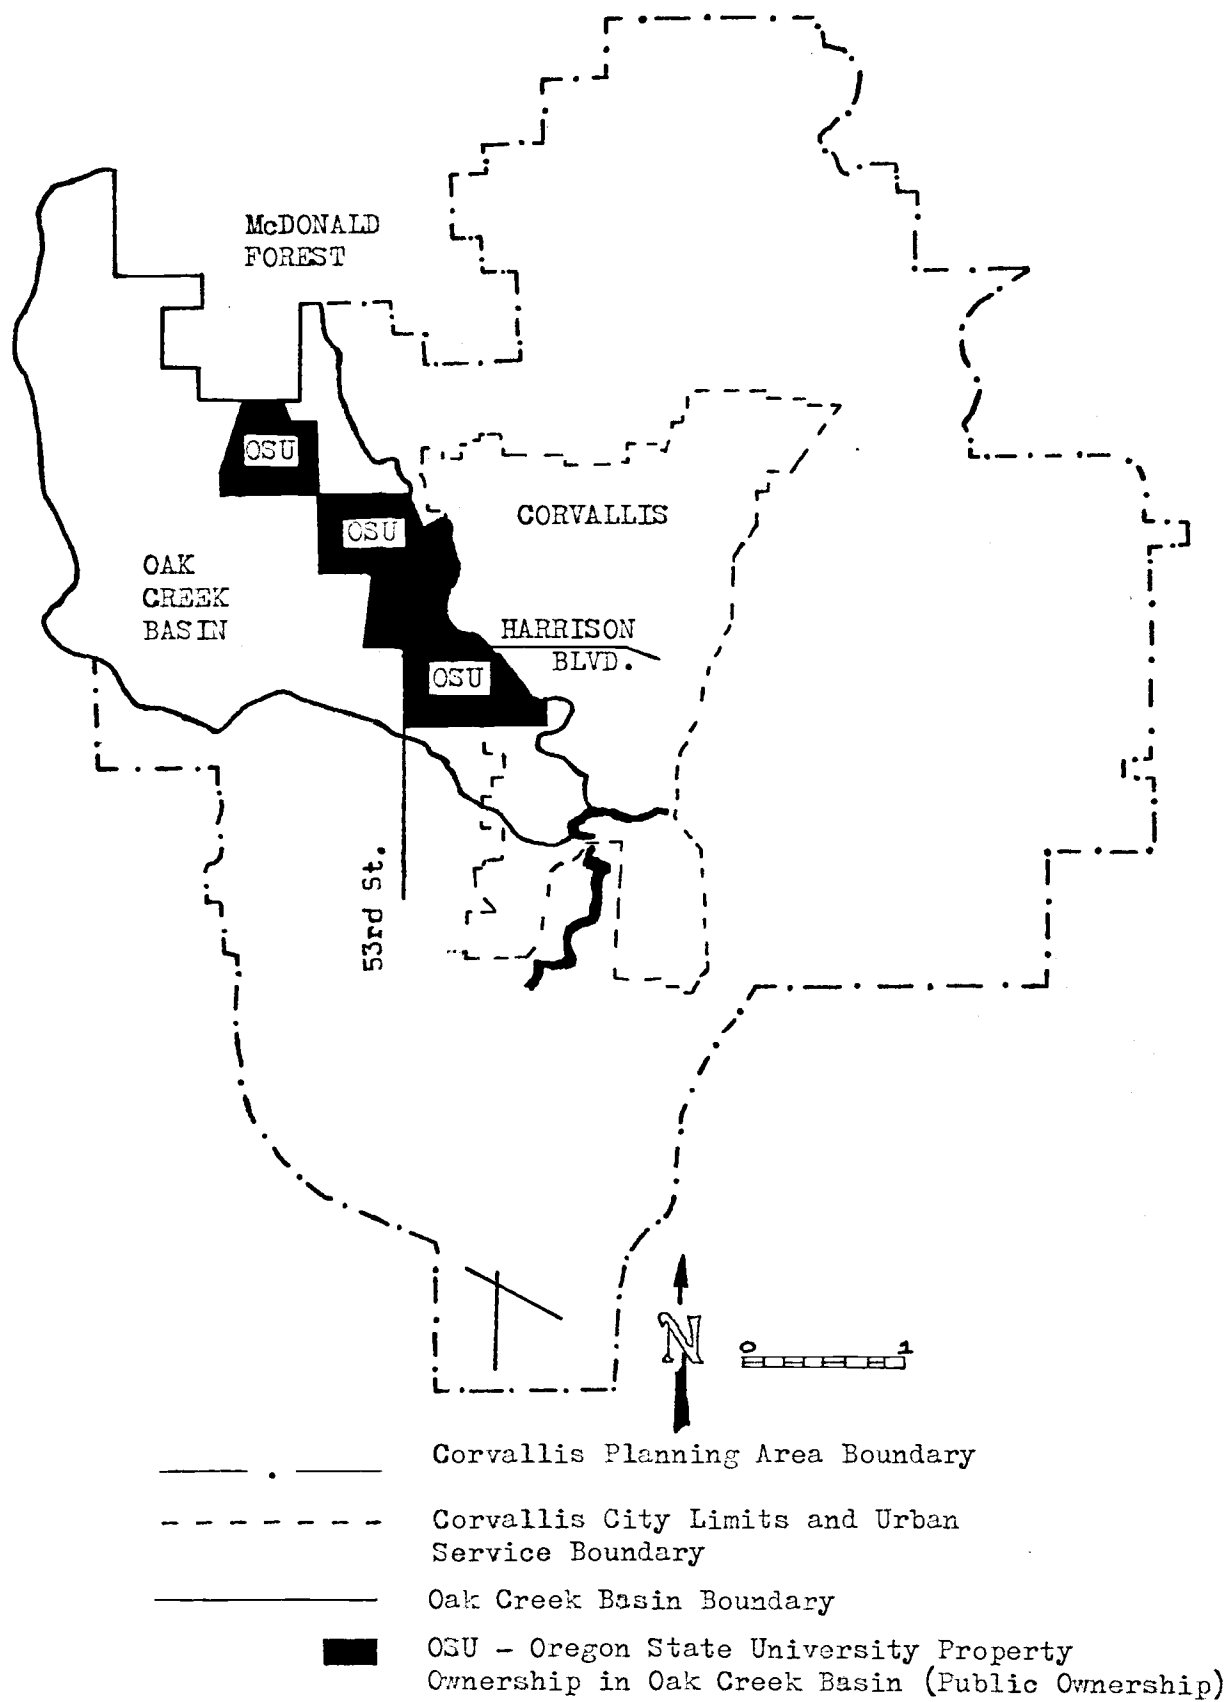 McDONALD
FOREST
OSU
OSU
CORVALLIS
OAK
CREEK
BASIN
HARRISON
BLVD.
OSU
53rd St.
N
0 1
Corvallis Planning Area Boundary
Corvallis City Limits and Urban
Service Boundary
Oak Creek Basin Boundary
OSU - Oregon State University Property
Ownership in Oak Creek Basin (Public Ownership)